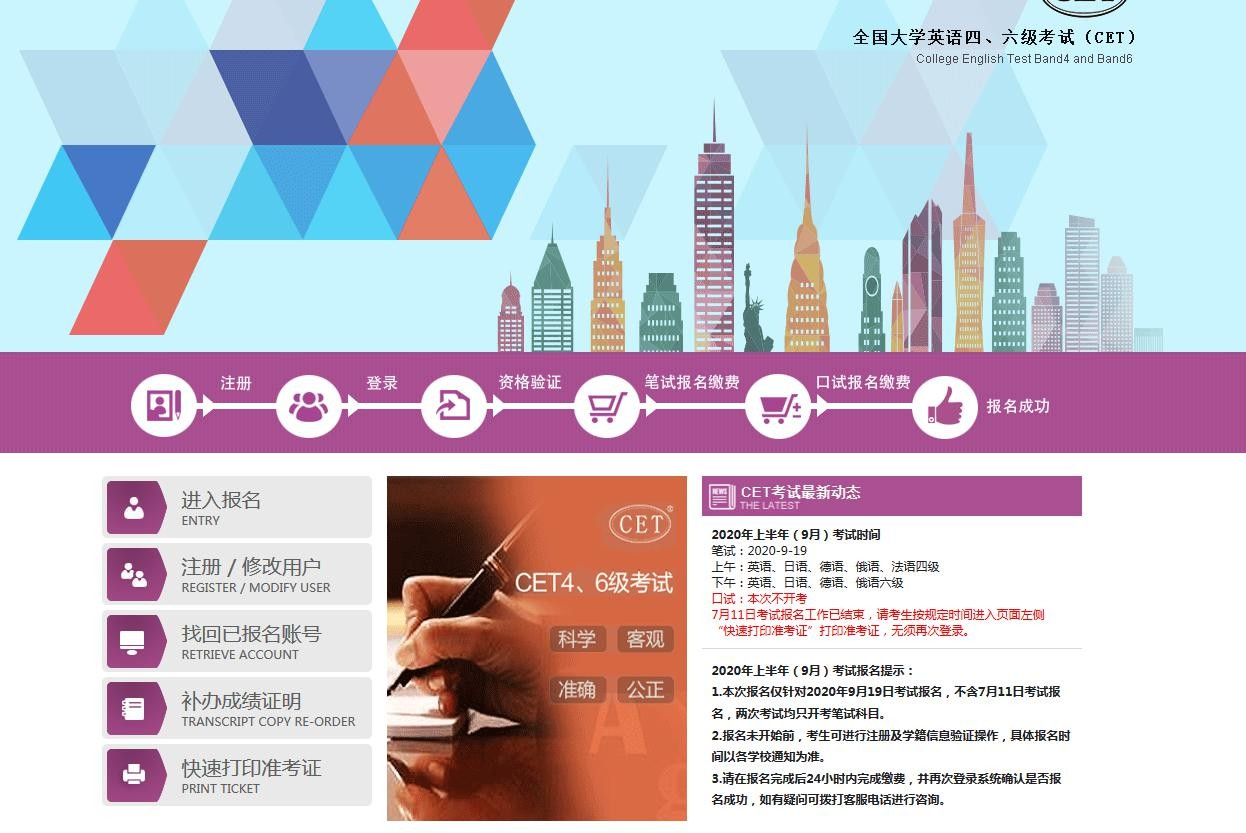 全国大学英语四、六级考试（CET）
College English Test Band4 and Band6
注册
登录
资格验证
笔试报名缴费
口试报名缴费
报名成功
进入报名
ENTRY
注册 / 修改用户
REGISTER / MODIFY USER
找回已报名账号
RETRIEVE ACCOUNT
补办成绩证明
TRANSCRIPT COPY RE-ORDER
快速打印准考证
PRINT TICKET
CET®
CET4、6级考试
科学 客观
准确 公正
NEWS
CET考试最新动态
THE LATEST
2020年上半年（9月）考试时间
笔试：2020-9-19
上午：英语、日语、德语、俄语、法语四级
下午：英语、日语、德语、俄语六级
口试：本次不开考
7月11日考试报名工作已结束，请考生按规定时间进入页面左侧
“快速打印准考证”打印准考证，无须再次登录。
2020年上半年（9月）考试报名提示：
1.本次报名仅针对2020年9月19日考试报名，不含7月11日考试报
名，两次考试均只开考笔试科目。
2.报名未开始前，考生可进行注册及学籍信息验证操作，具体报名时
间以各学校通知为准。
3.请在报名完成后24小时内完成缴费，并再次登录系统确认是否报
名成功，如有疑问可拨打客服电话进行咨询。